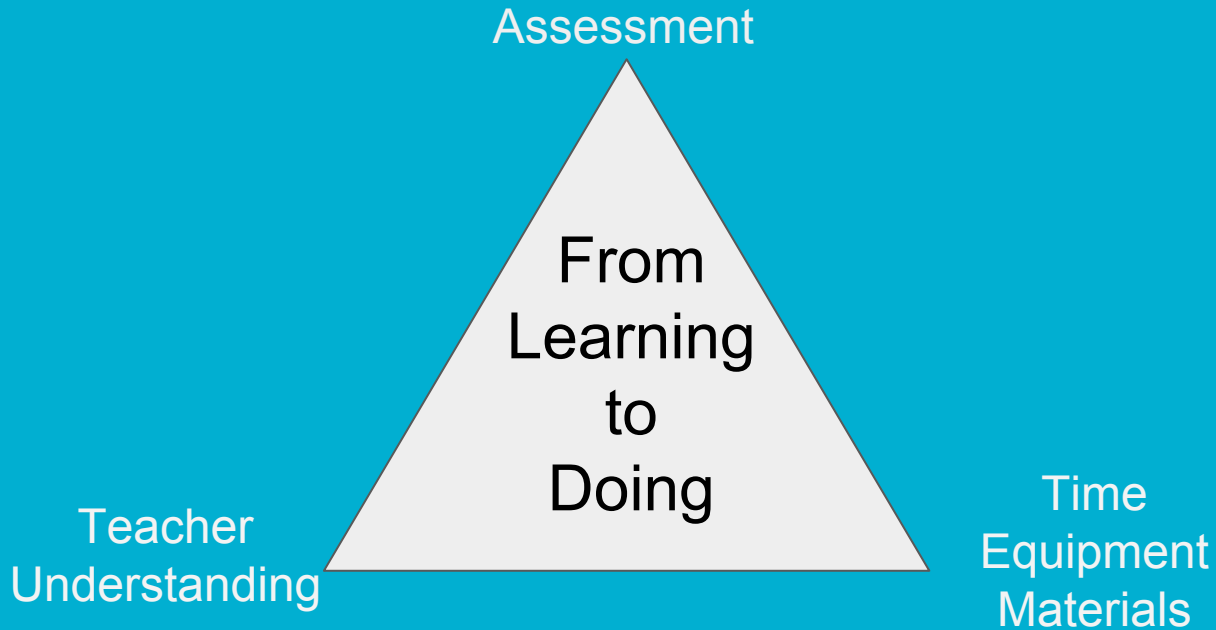 Assessment
From
Learning
to
Doing
Teacher
Understanding
Time
Equipment
Materials